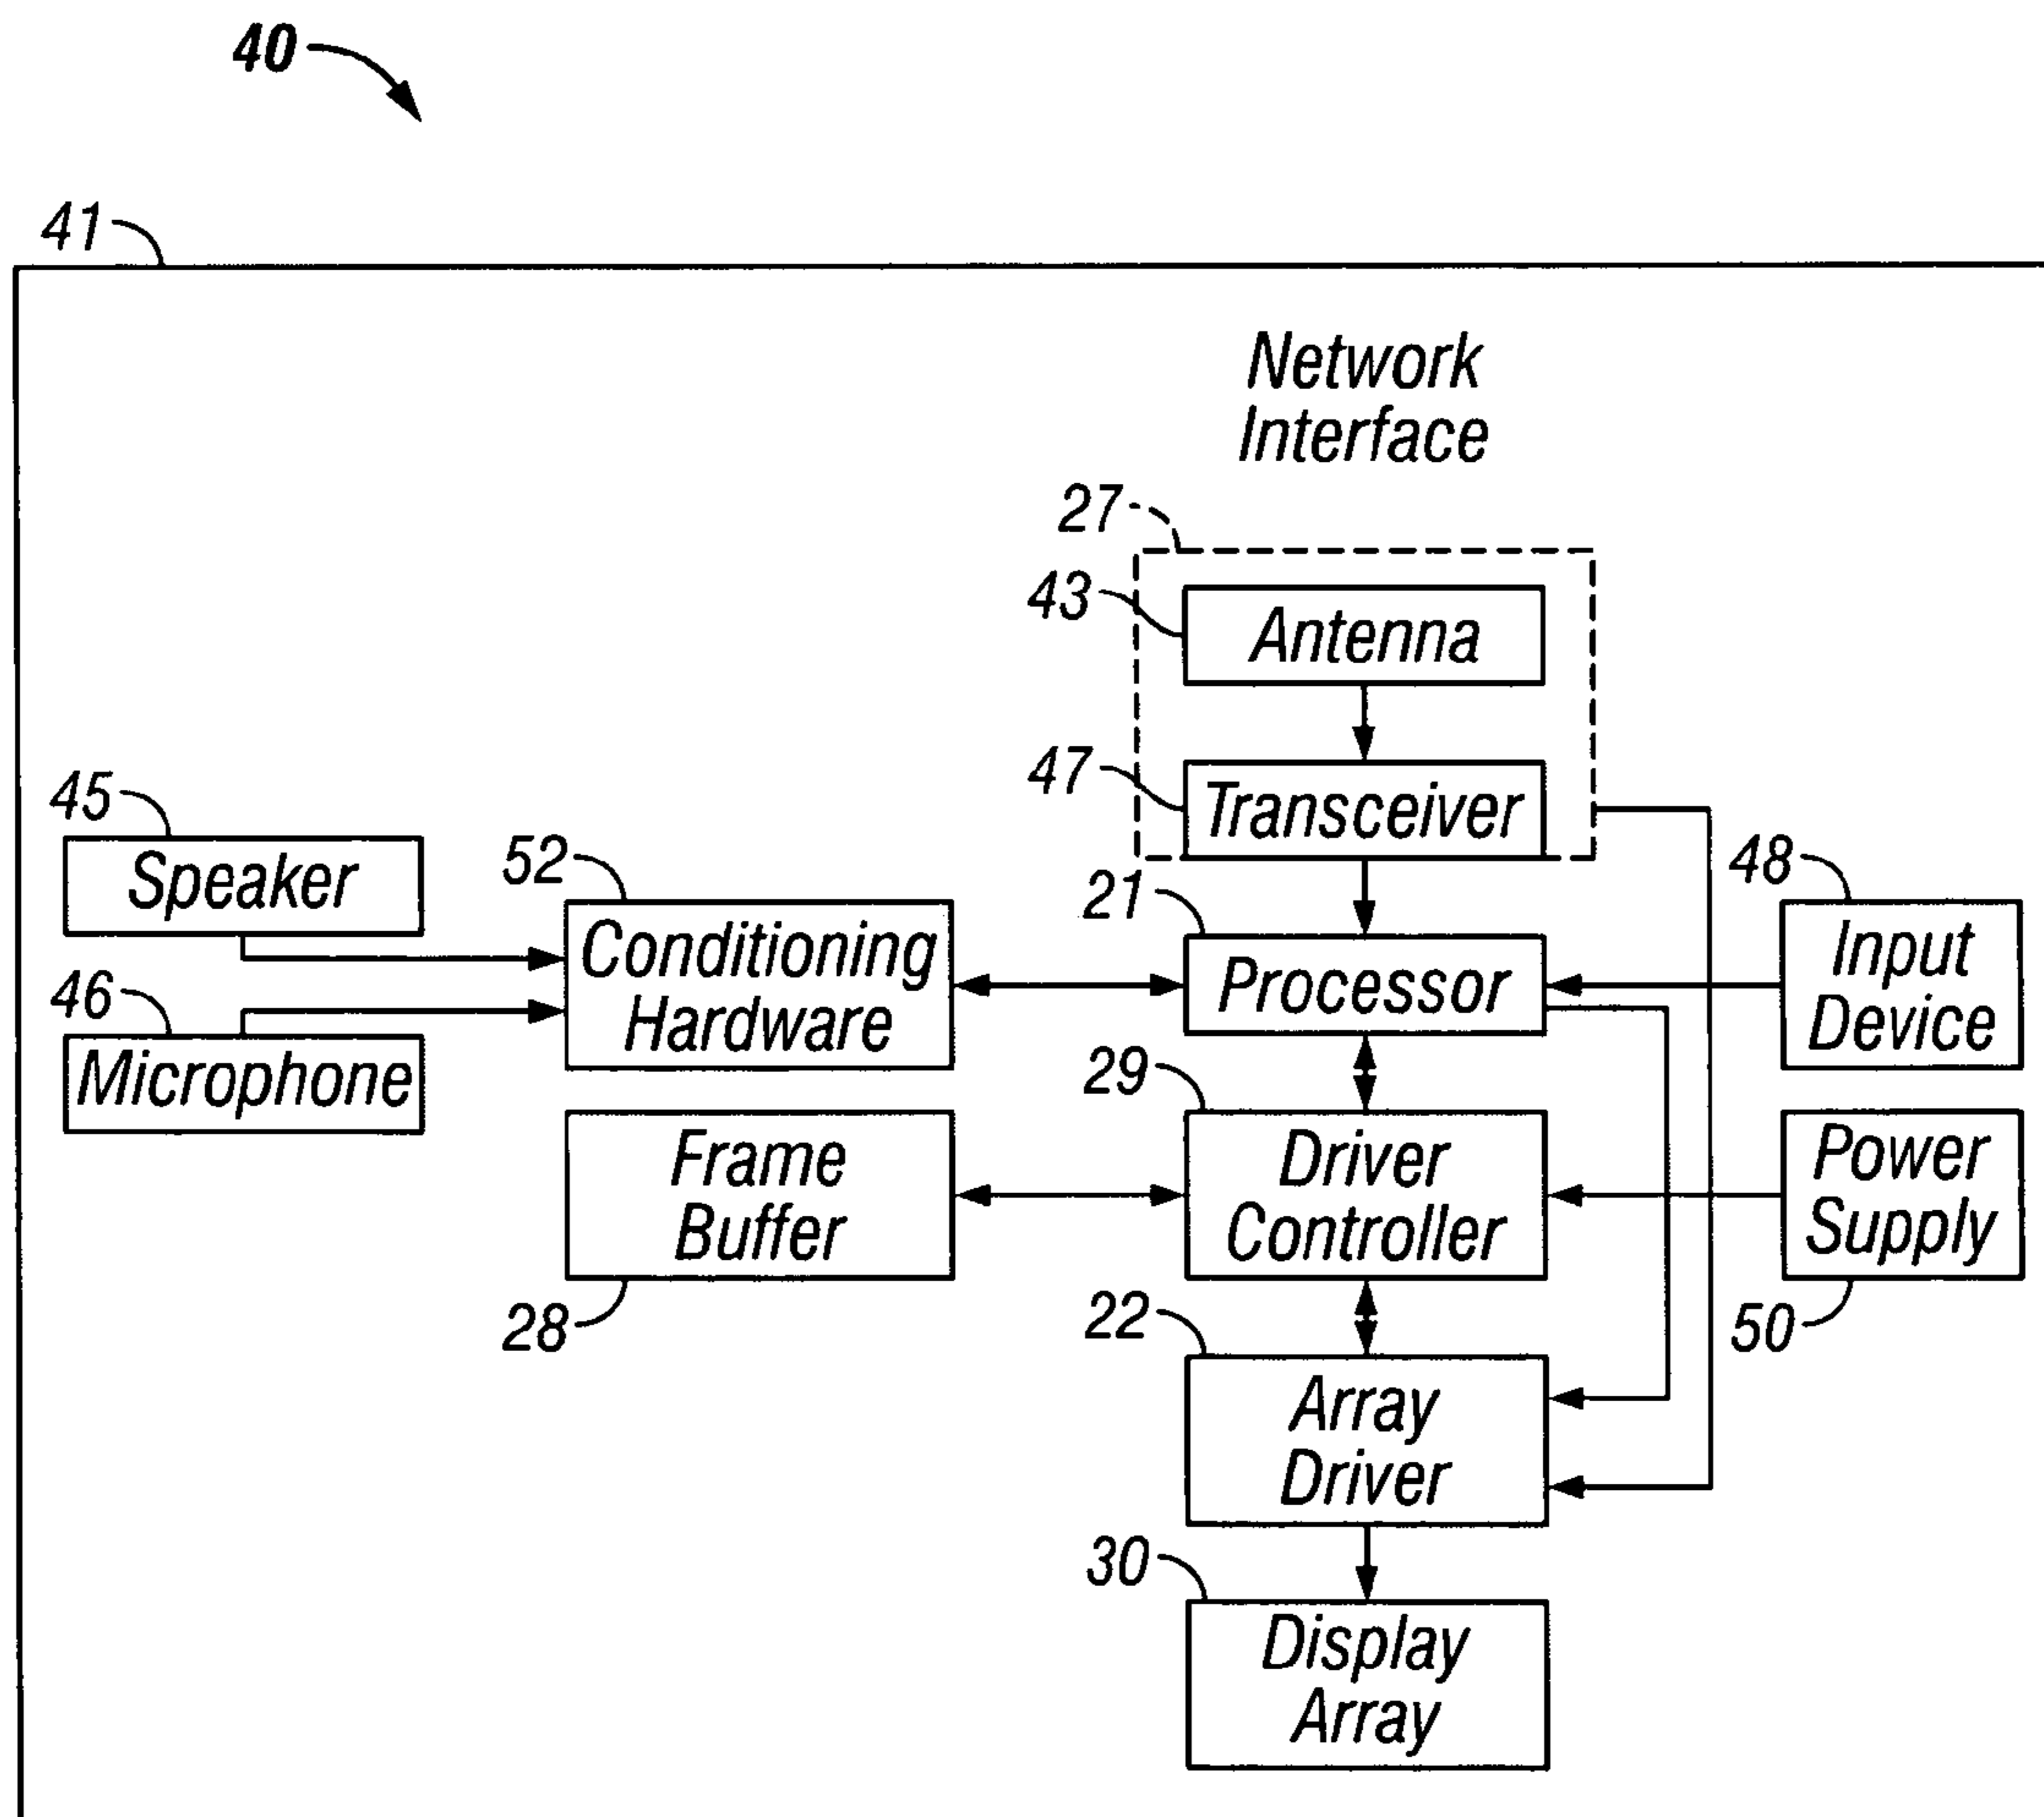 40
41
Network
Interface
27
43
Antenna
47
Transceiver
45
Speaker
52
Conditioning
Hardware
21
Processor
48
Input
Device
46
Microphone
29
Driver
Controller
Frame
Buffer
28
Power
Supply
50
22
Array
Driver
30
Display
Array